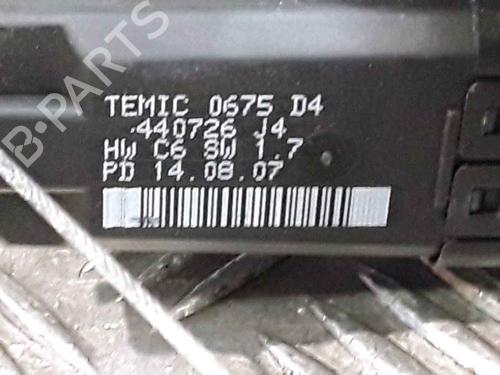 TEMIC 0675 D4
440726 J4
HW C6 SW 1.7
PD 14.08.07
B-PARTS